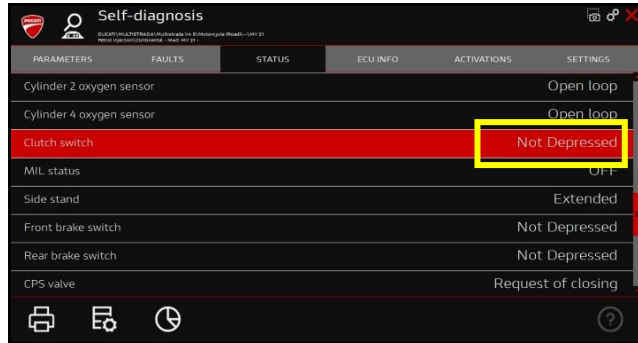 DUCATI
Self-diagnosis
PARAMETERS FAULTS STATUS ECU INFO ACTIVATIONS SETTINGS
Cylinder 2 oxygen sensor Open loop
Cylinder 4 oxygen sensor Open loop
Clutch switch Not Depressed
MIL status OFF
Side stand Extended
Front brake switch Not Depressed
Rear brake switch Not Depressed
CPS valve Request of closing
?